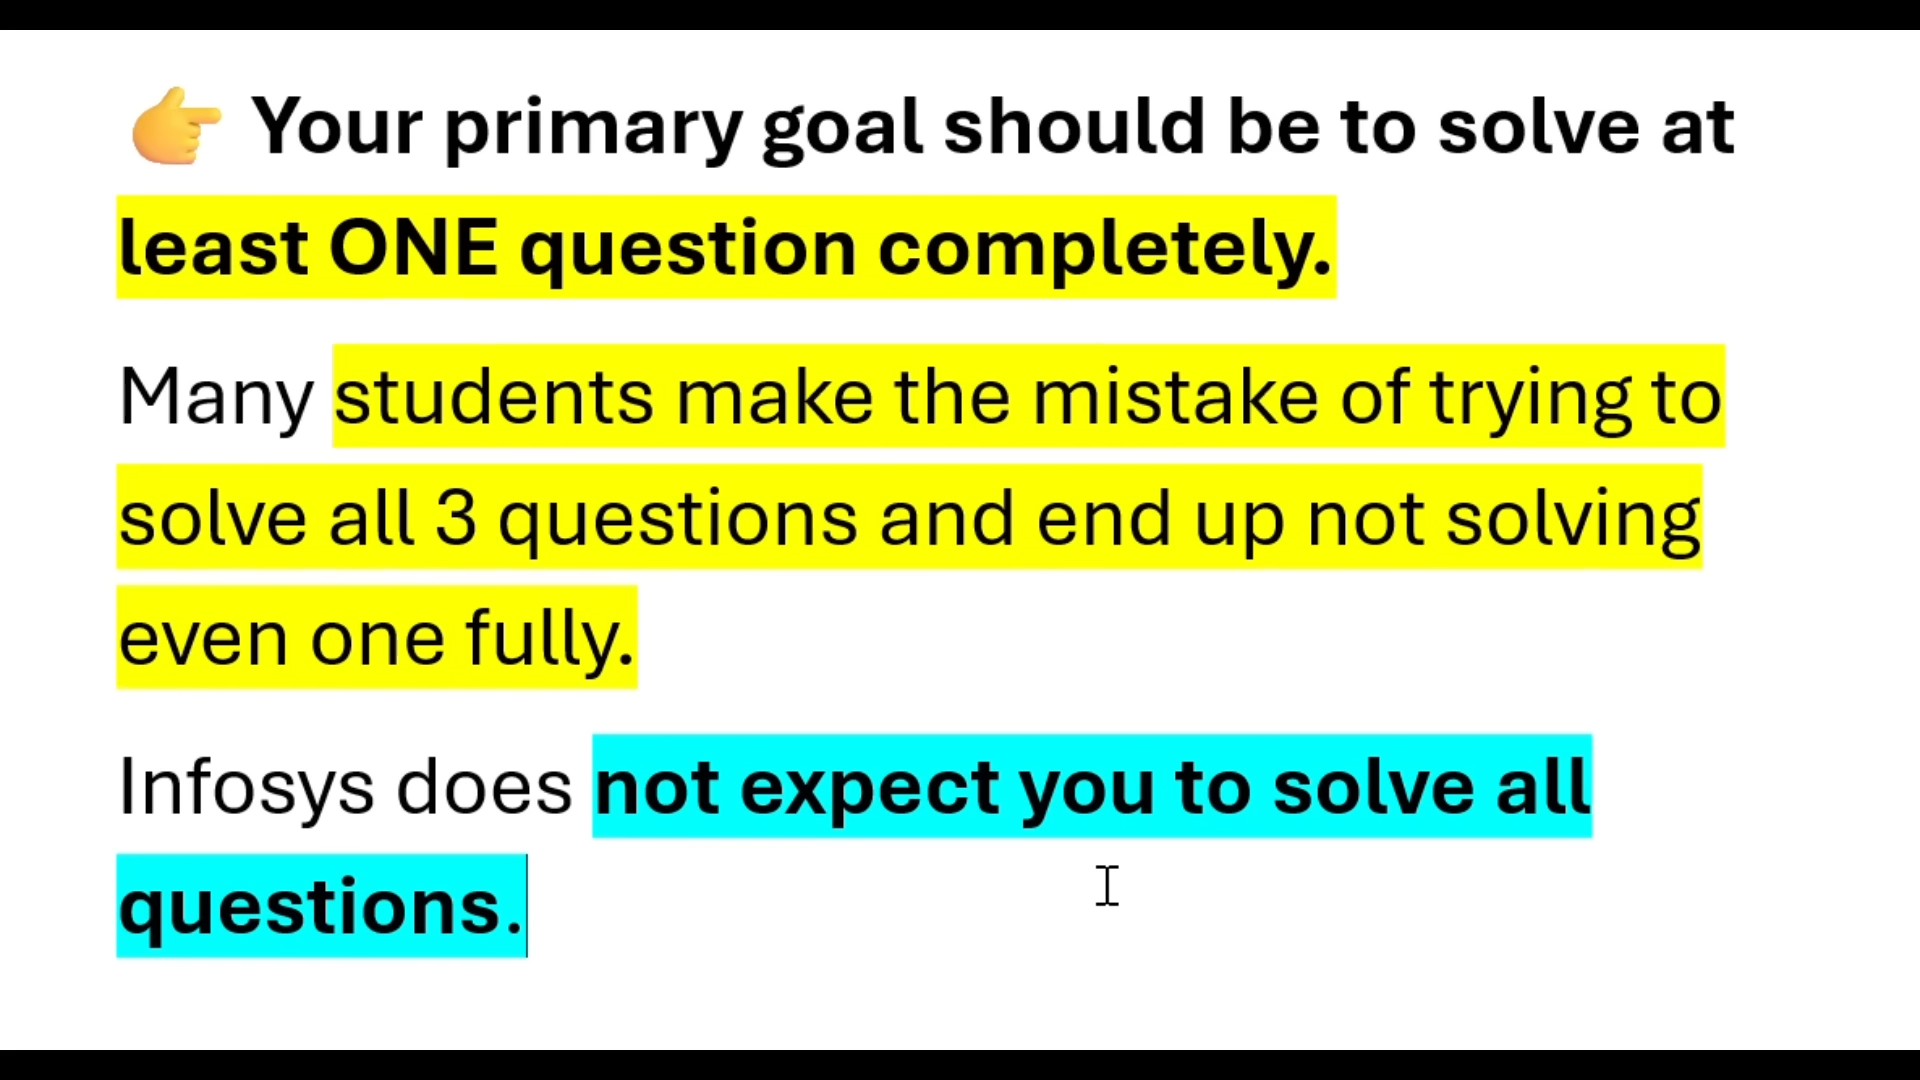 👉 Your primary goal should be to solve at
least ONE question completely.
Many students make the mistake of trying to
solve all 3 questions and end up not solving
even one fully.
Infosys does not expect you to solve all
questions.